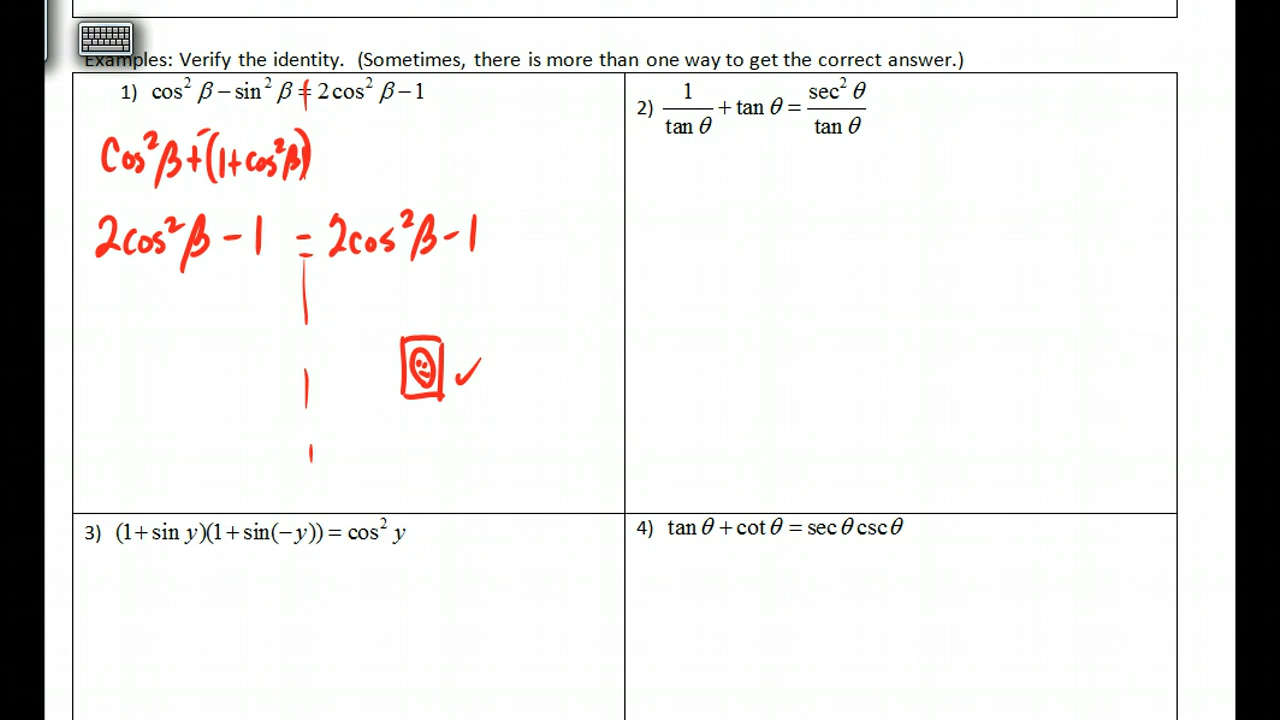 Examples: Verify the identity. (Sometimes, there is more than one way to get the correct answer.)
1) cos² β − sin² β = 2cos² β − 1
cos²β + (1 + cos²β)
2cos²β − 1 = 2cos²β − 1
✓
2) 1/tan θ + tan θ = sec² θ/tan θ
3) (1 + sin y)(1 + sin(−y)) = cos² y
4) tan θ + cot θ = sec θ csc θ